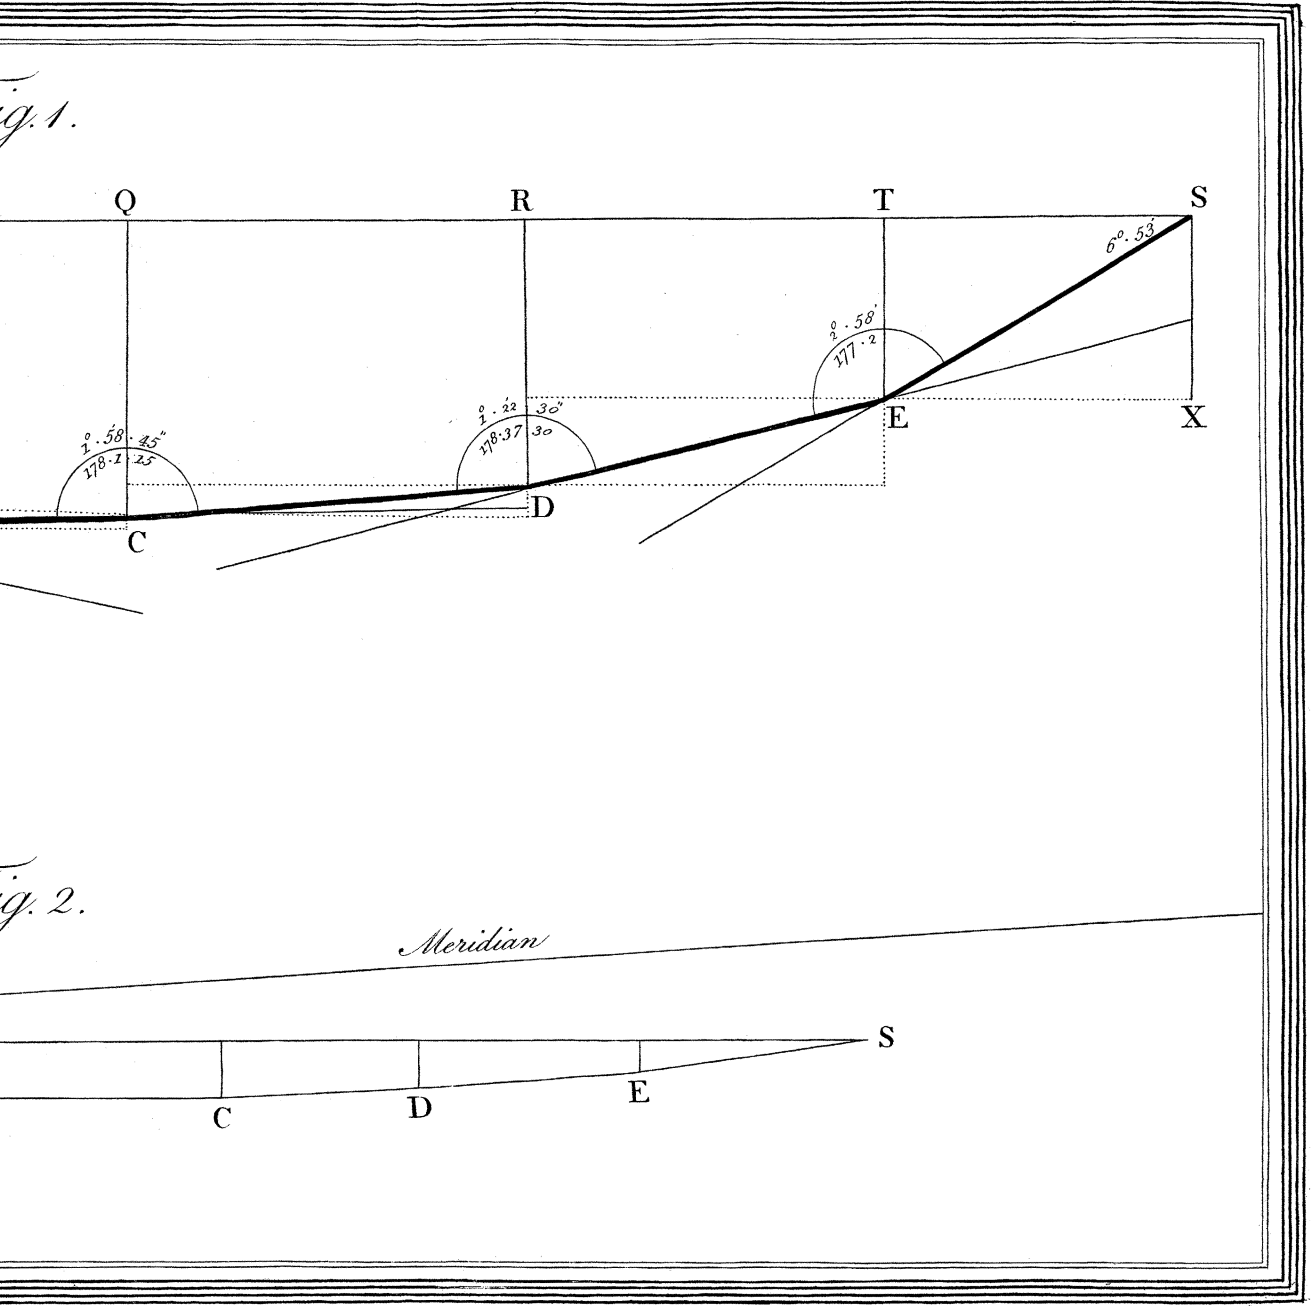 ig. 1.
Q R T S
6°. 53′
2°. 58′
177. 2
E X
1°. 22′ 30″
178. 37 30
D
1°. 58′. 45″
178. 1. 15
C
ig. 2.
Meridian
S
C D E